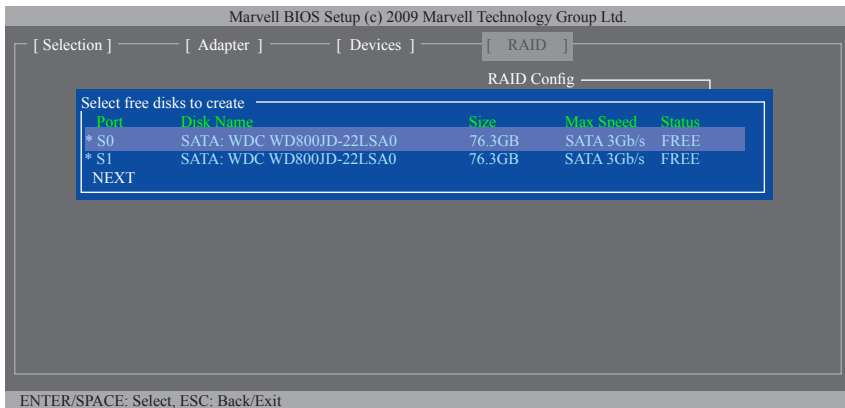 Marvell BIOS Setup (c) 2009 Marvell Technology Group Ltd.
[ Selection ] [ Adapter ] [ Devices ] [ RAID ]
RAID Config
Select free disks to create
Port Disk Name Size Max Speed Status
* S0 SATA: WDC WD800JD-22LSA0 76.3GB SATA 3Gb/s FREE
* S1 SATA: WDC WD800JD-22LSA0 76.3GB SATA 3Gb/s FREE
NEXT
ENTER/SPACE: Select, ESC: Back/Exit